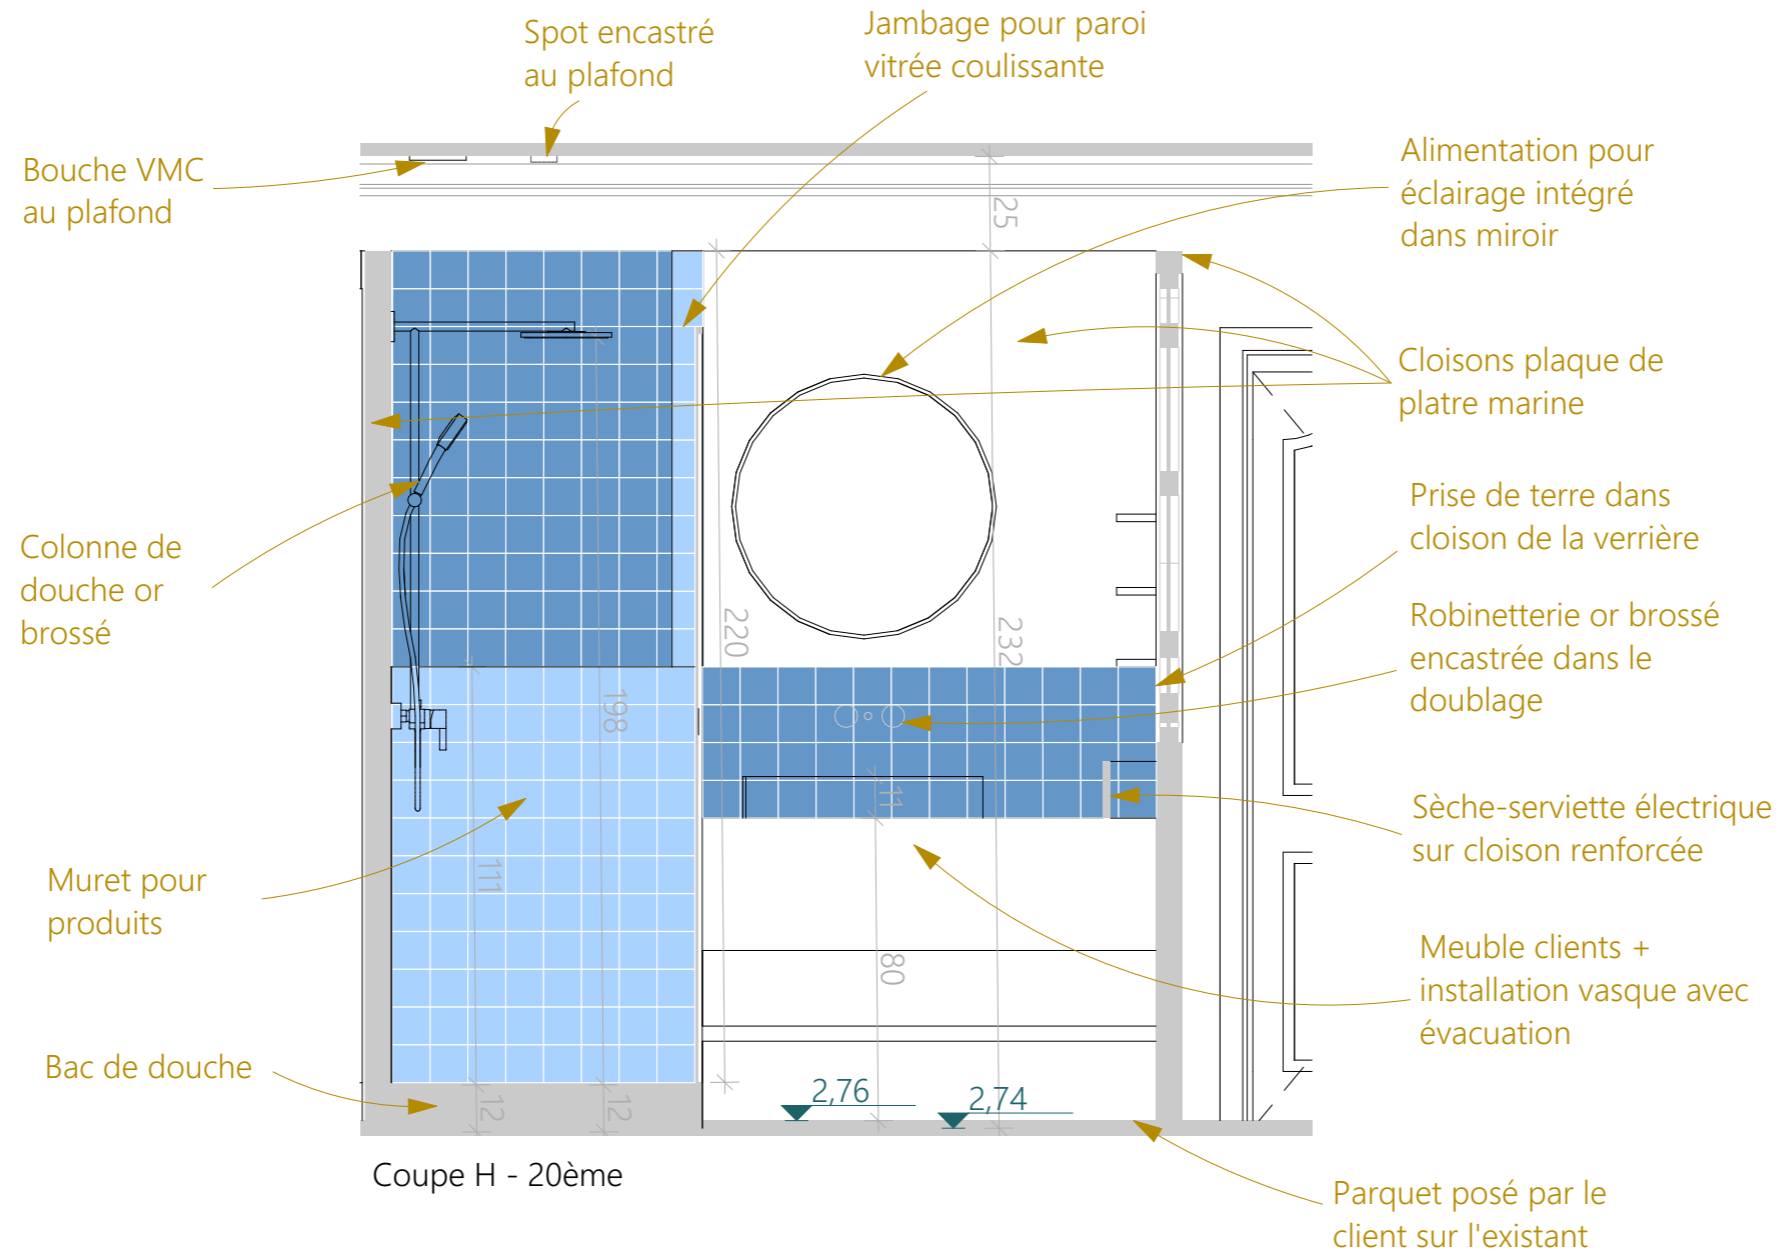 Spot encastré
au plafond
Jambage pour paroi
vitrée coulissante
Bouche VMC
au plafond
Alimentation pour
éclairage intégré
dans miroir
25
Cloisons plaque de
platre marine
Prise de terre dans
cloison de la verrière
Colonne de
douche or
brossé
Robinetterie or brossé
encastrée dans le
doublage
220
232
198
11
Sèche-serviette électrique
sur cloison renforcée
Muret pour
produits
111
80
Meuble clients +
installation vasque avec
évacuation
Bac de douche
12
12
2,76
2,74
Coupe H - 20ème
Parquet posé par le
client sur l'existant